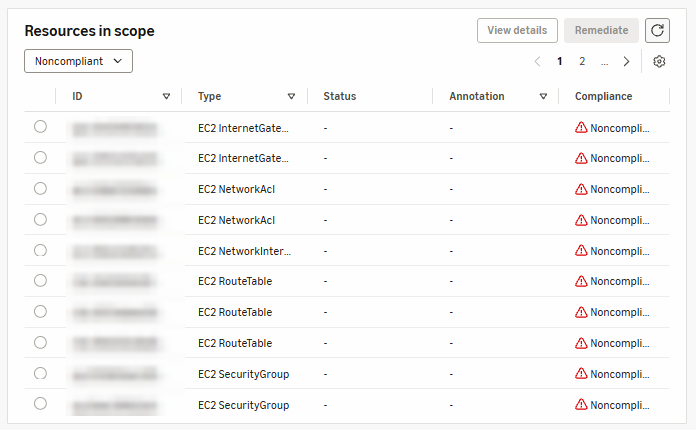 Resources in scope View details Remediate
Noncompliant 1 2 ...
ID Type Status Annotation Compliance
EC2 InternetGate... - - Noncompli...
EC2 InternetGate... - - Noncompli...
EC2 NetworkAcl - - Noncompli...
EC2 NetworkAcl - - Noncompli...
EC2 NetworkInter... - - Noncompli...
EC2 RouteTable - - Noncompli...
EC2 RouteTable - - Noncompli...
EC2 RouteTable - - Noncompli...
EC2 SecurityGroup - - Noncompli...
EC2 SecurityGroup - - Noncompli...